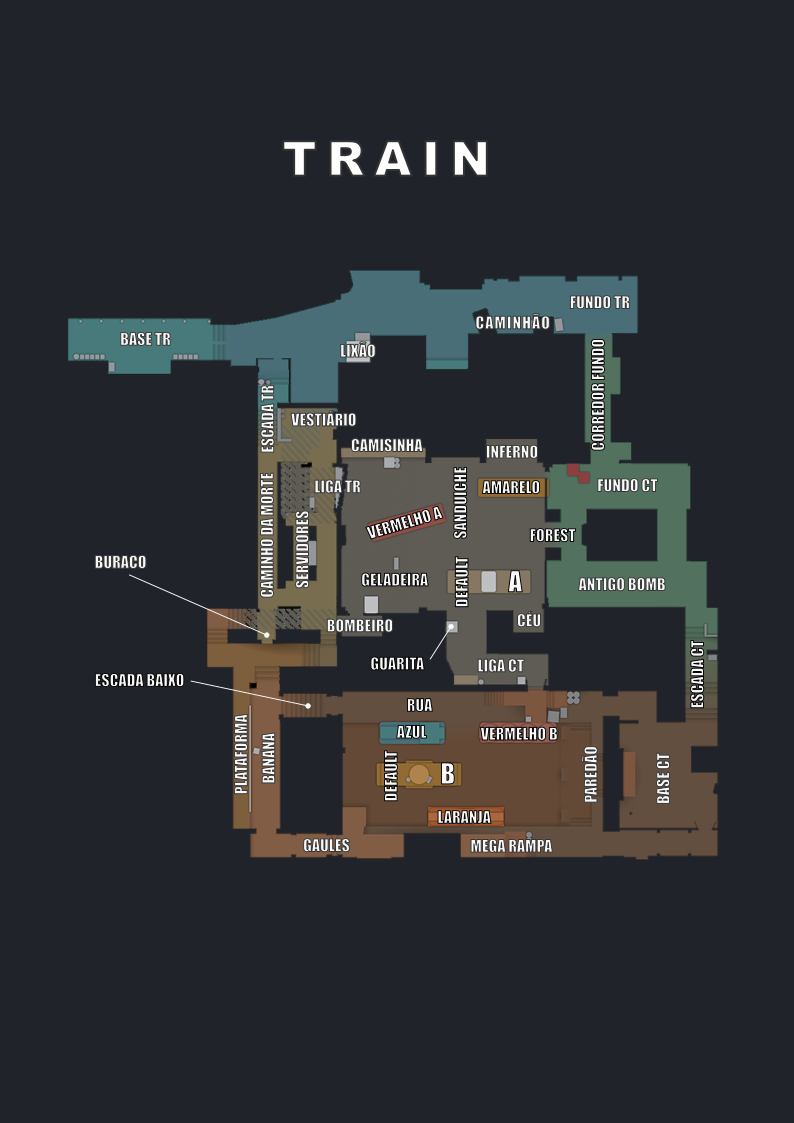 TRAIN
FUNDO TR
CAMINHÃO
BASE TR
LIXÃO
CORREDOR FUNDO
ESCADA TR
VESTIÁRIO
CAMISINHA
INFERNO
LIGA TR
SANDUICHE
AMARELO
FUNDO CT
VERMELHO A
CAMINHO DA MORTE
SERVIDORES
FOREST
BURACO
GELADEIRA
DEFAULT
A
ANTIGO BOMB
BOMBEIRO
CÉU
GUARITA
LIGA CT
ESCADA CT
ESCADA BAIXO
RUA
AZUL
VERMELHO B
PLATAFORMA
BANANA
DEFAULT
B
PAREDÃO
BASE CT
LARANJA
GAULES
MEGA RAMPA